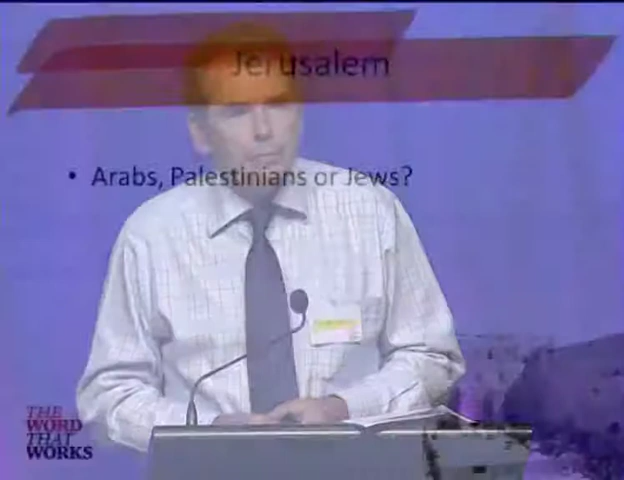 Jerusalem
• Arabs, Palestinians or Jews?
THE
WORD
THAT
WORKS